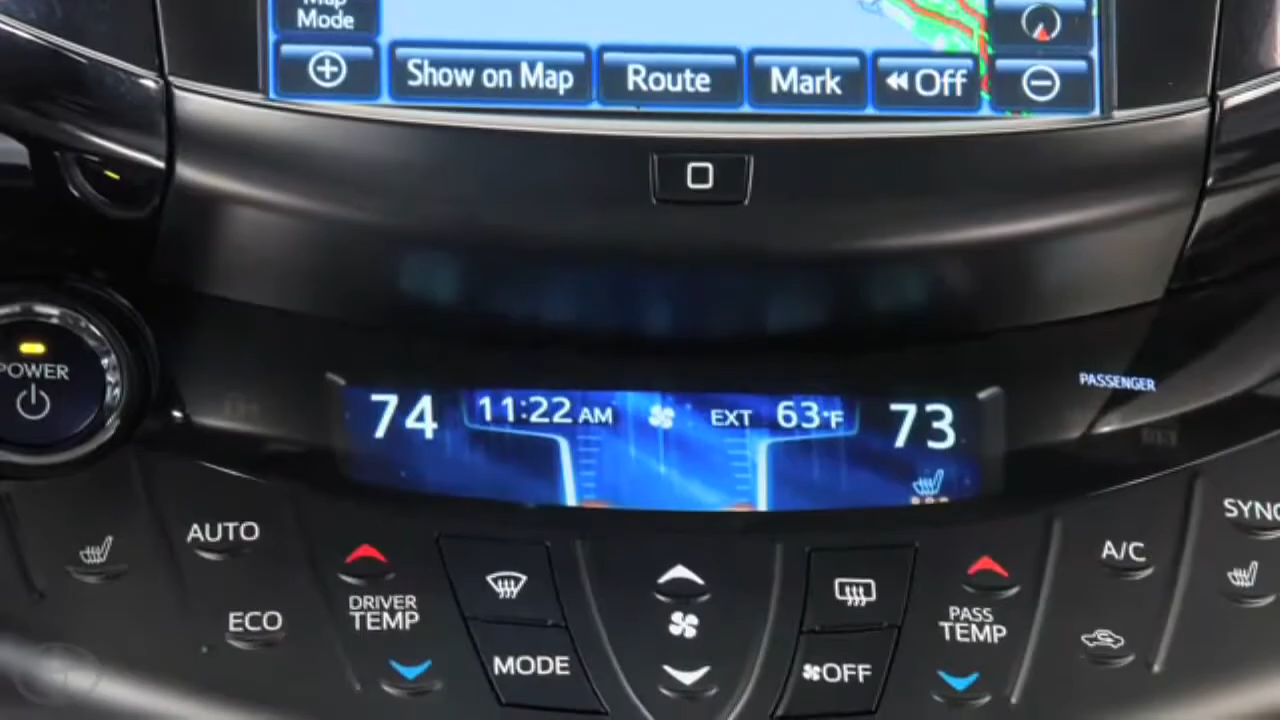 Map
Mode
Show on Map
Route
Mark
Off
POWER
PASSENGER
74
11:22 AM
EXT 63°F
73
AUTO
ECO
DRIVER
TEMP
MODE
OFF
PASS
TEMP
A/C
SYNC